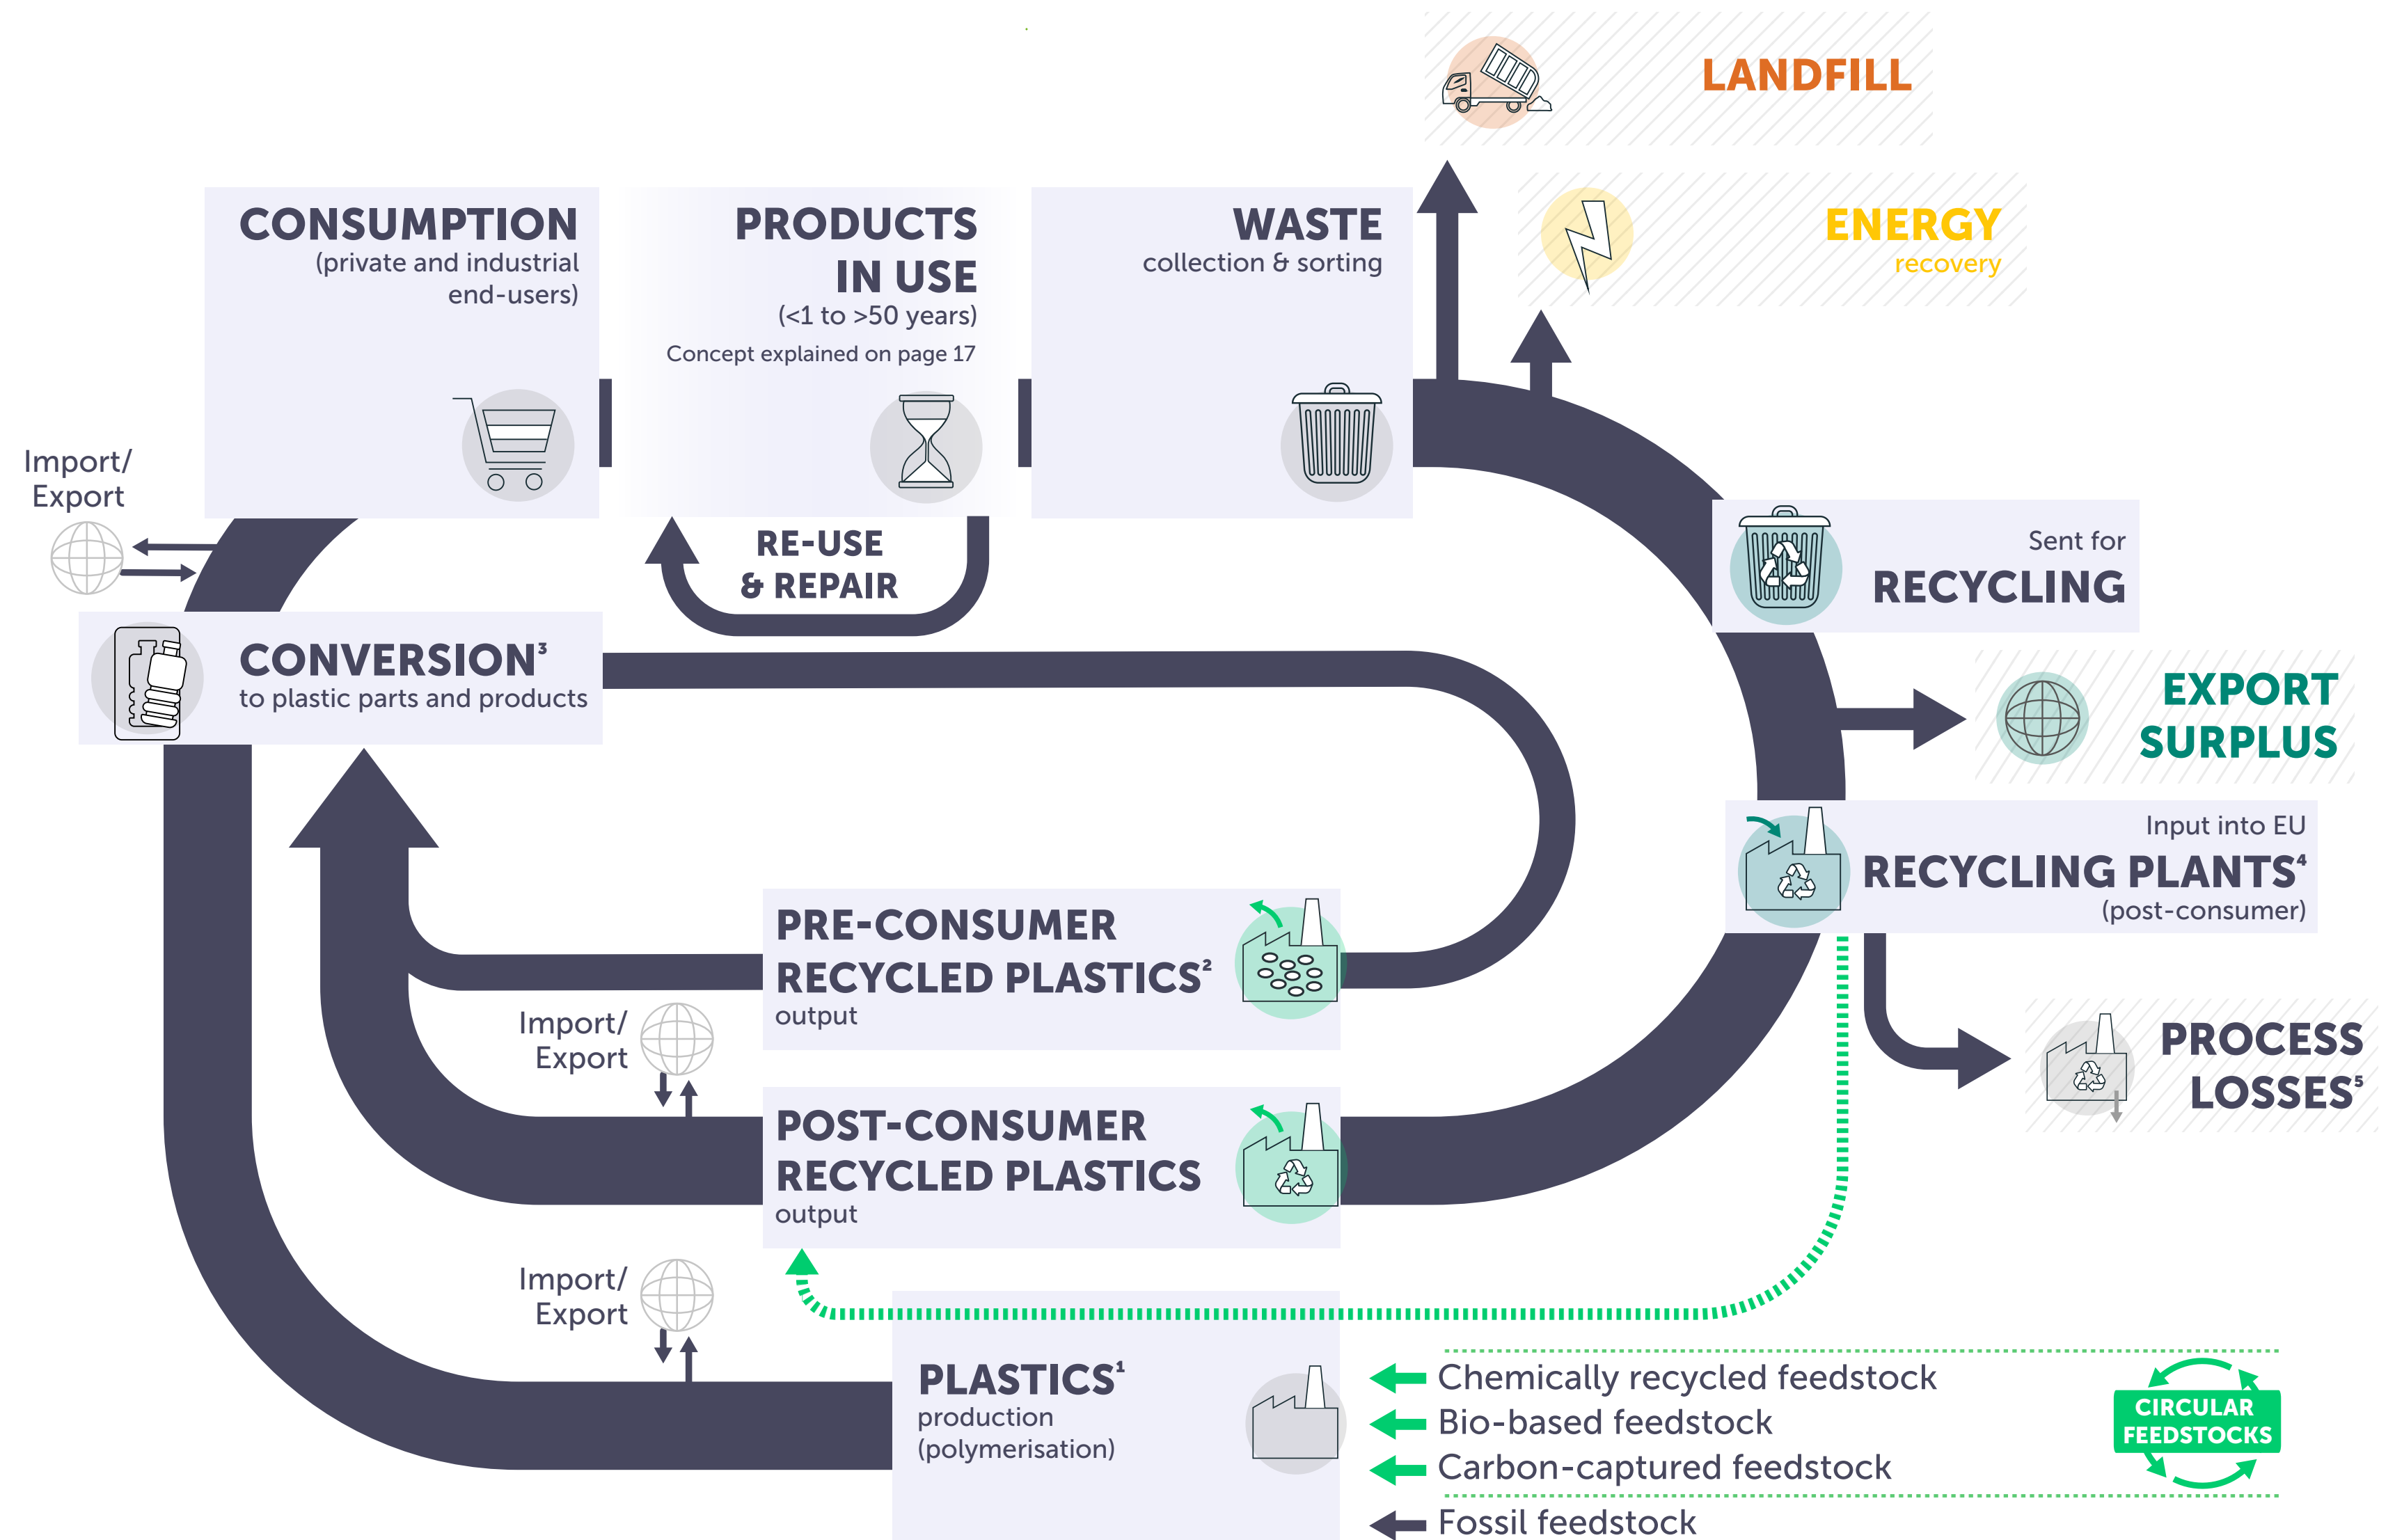 LANDFILL
ENERGY
recovery
CONSUMPTION
(private and industrial
end-users)
PRODUCTS
IN USE
(<1 to >50 years)
Concept explained on page 17
WASTE
collection & sorting
Import/
Export
RE-USE
& REPAIR
Sent for
RECYCLING
CONVERSION³
to plastic parts and products
EXPORT
SURPLUS
Input into EU
RECYCLING PLANTS⁴
(post-consumer)
PRE-CONSUMER
RECYCLED PLASTICS²
output
Import/
Export
PROCESS
LOSSES⁵
POST-CONSUMER
RECYCLED PLASTICS
output
Import/
Export
PLASTICS¹
production
(polymerisation)
Chemically recycled feedstock
Bio-based feedstock
Carbon-captured feedstock
Fossil feedstock
CIRCULAR
FEEDSTOCKS